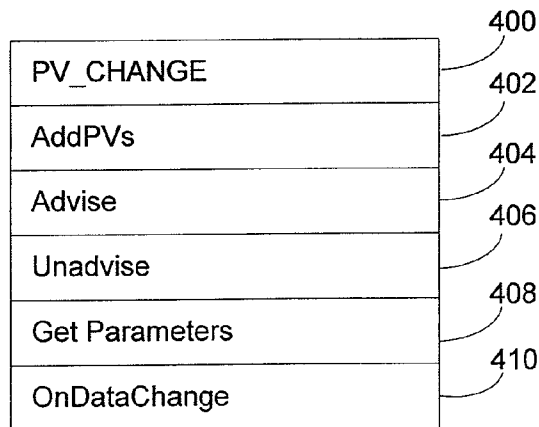 400
PV_CHANGE
402
AddPVs
404
Advise
406
Unadvise
408
Get Parameters
410
OnDataChange